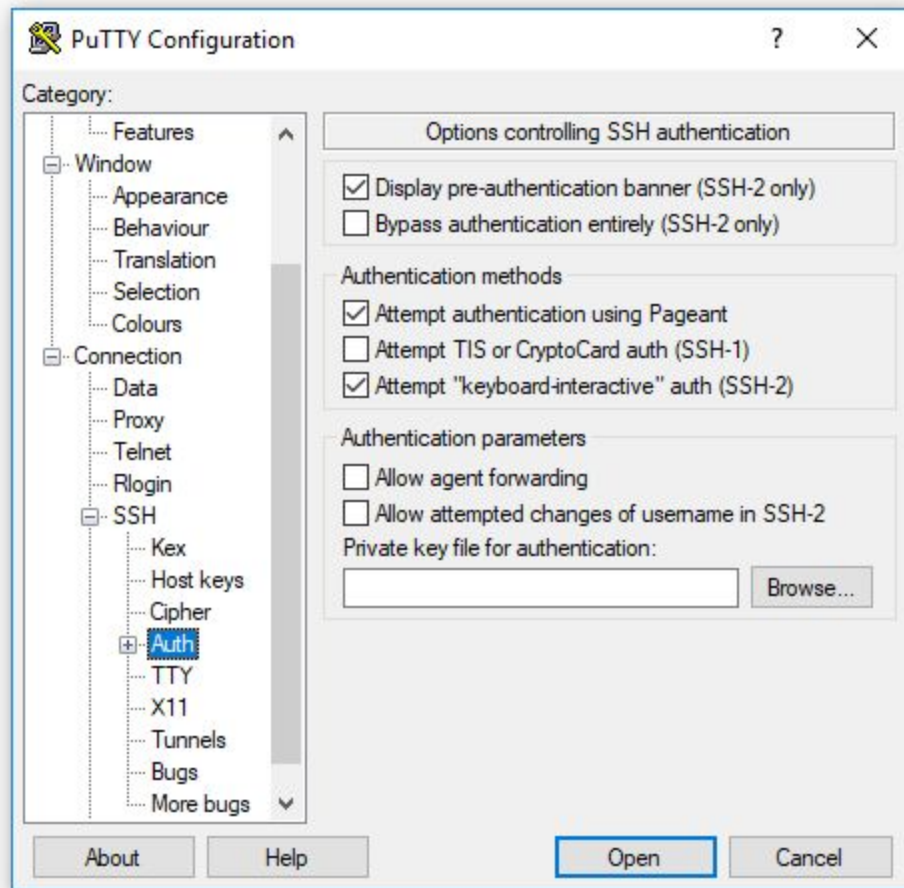 PuTTY Configuration
?
Category:
Features
Window
Appearance
Behaviour
Translation
Selection
Colours
Connection
Data
Proxy
Telnet
Rlogin
SSH
Kex
Host keys
Cipher
Auth
TTY
X11
Tunnels
Bugs
More bugs
Options controlling SSH authentication
Display pre-authentication banner (SSH-2 only)
Bypass authentication entirely (SSH-2 only)
Authentication methods
Attempt authentication using Pageant
Attempt TIS or CryptoCard auth (SSH-1)
Attempt "keyboard-interactive" auth (SSH-2)
Authentication parameters
Allow agent forwarding
Allow attempted changes of username in SSH-2
Private key file for authentication:
Browse...
About
Help
Open
Cancel